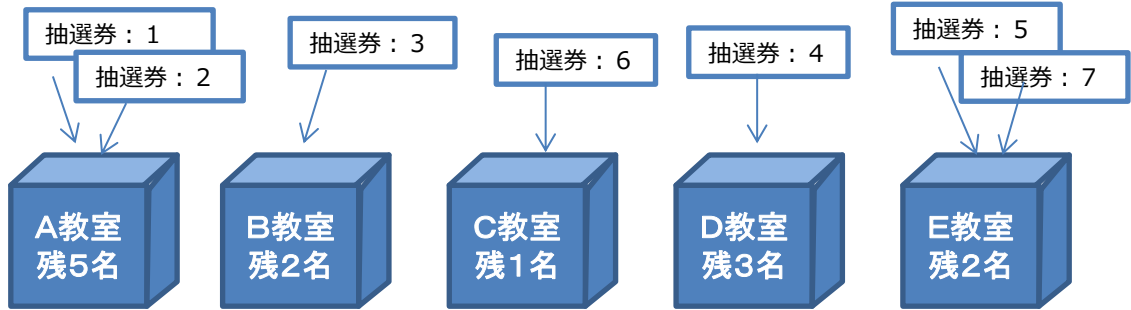 抽選券：1
抽選券：2
抽選券：3
抽選券：6
抽選券：4
抽選券：5
抽選券：7
A教室
残5名
B教室
残2名
C教室
残1名
D教室
残3名
E教室
残2名